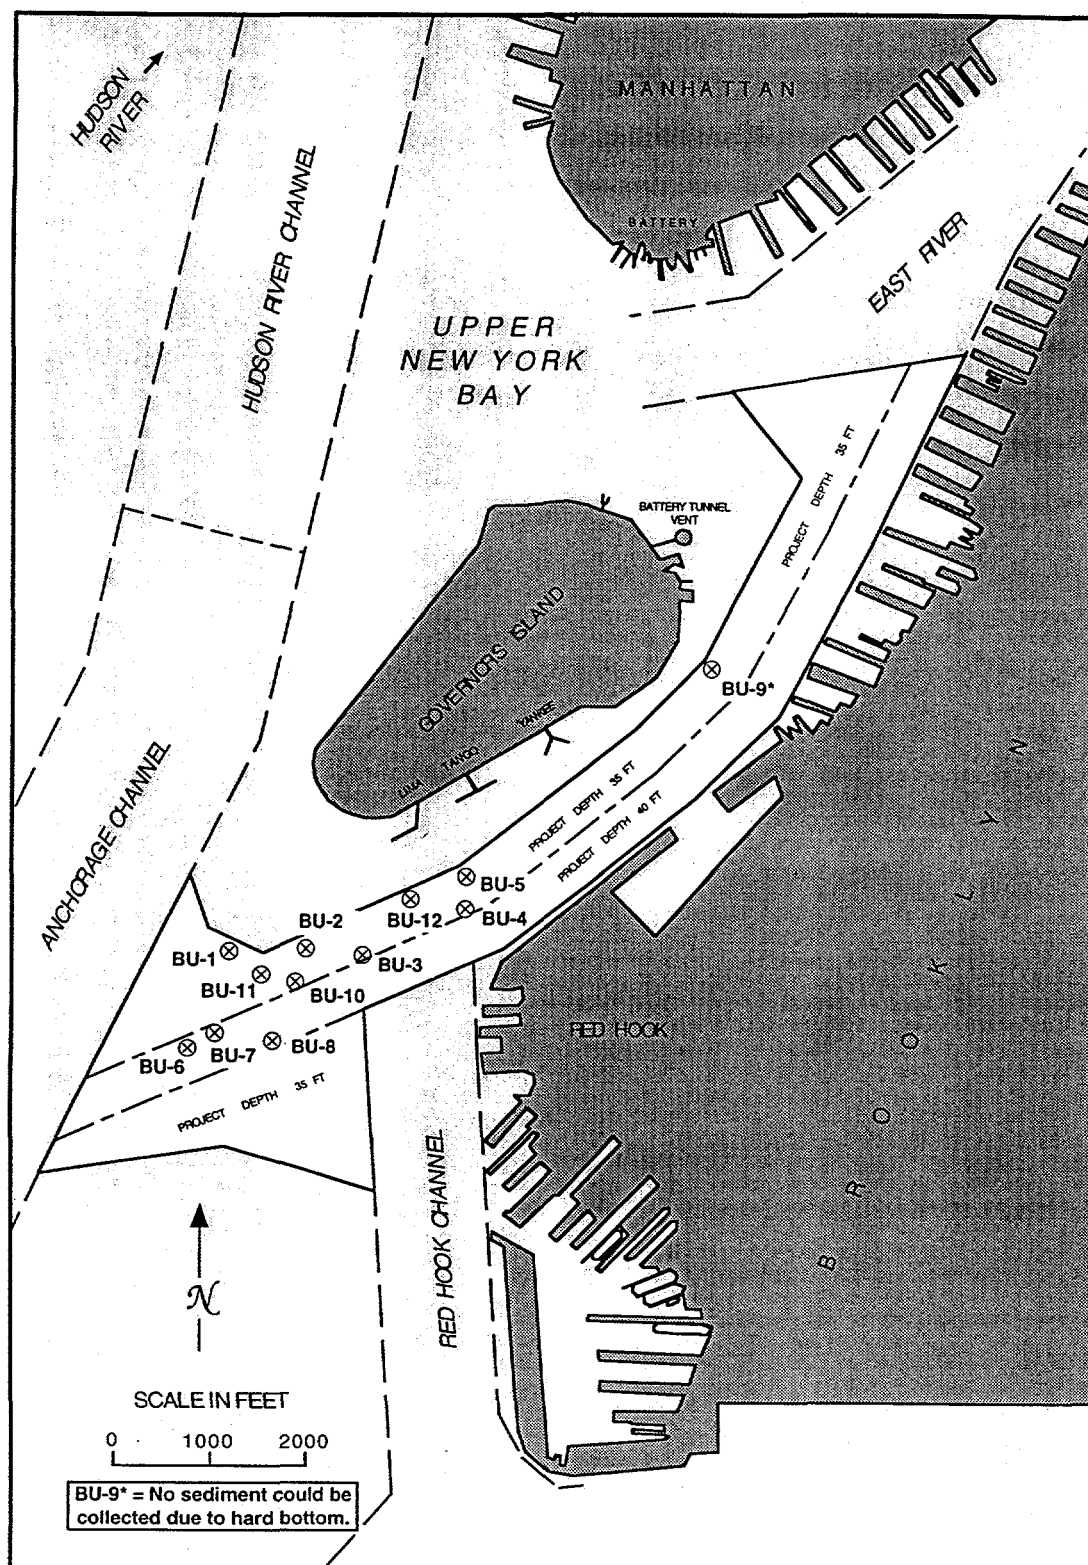 HUDSON
RIVER
MANHATTAN
HUDSON RIVER CHANNEL
BATTERY
EAST RIVER
UPPER
NEW YORK
BAY
PROJECT DEPTH 35 FT
BATTERY TUNNEL
VENT
GOVERNORS ISLAND
BU-9*
YANKEE
TANGO
LIMA
ANCHORAGE CHANNEL
PROJECT DEPTH 35 FT
PROJECT DEPTH 40 FT
BU-5
BU-2
BU-12
BU-4
BU-1
BU-3
BU-11
BU-10
BU-8
BU-7
BU-6
RED HOOK
BROOKLYN
PROJECT DEPTH 35 FT
RED HOOK CHANNEL
N
SCALE IN FEET
0 1000 2000
BU-9* = No sediment could be
collected due to hard bottom.